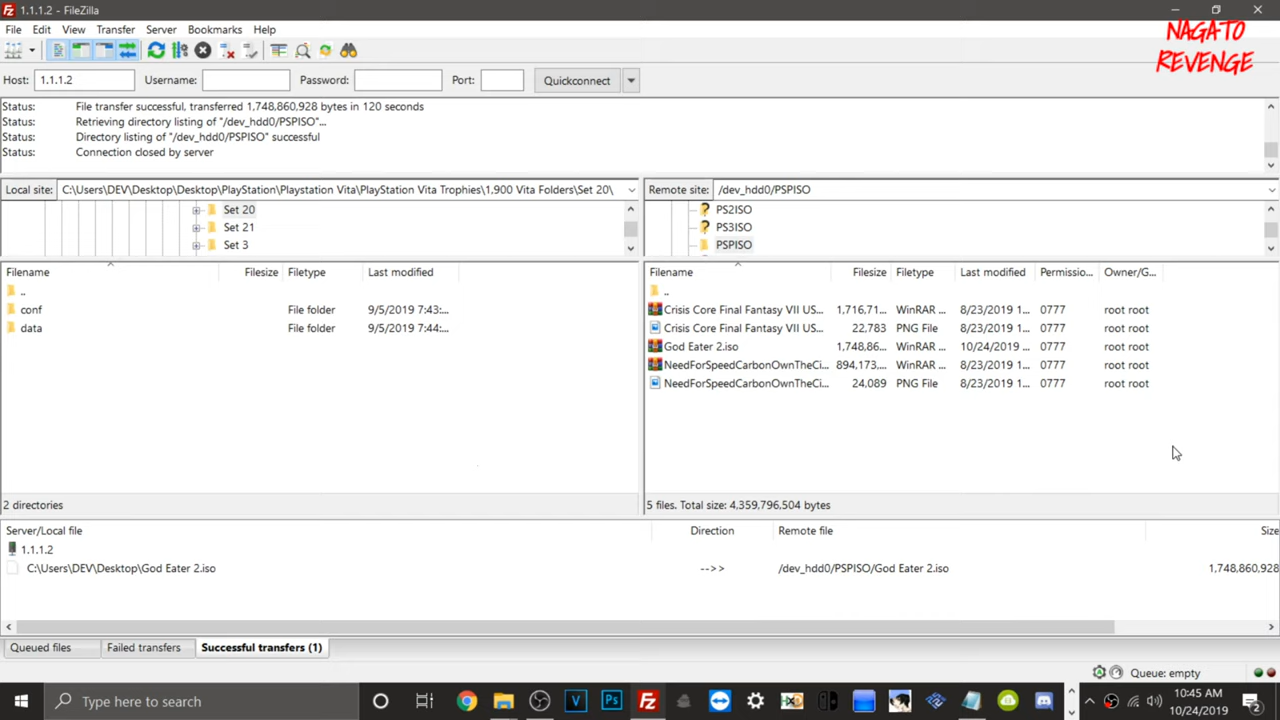 1.1.1.2 - FileZilla
NAGATO
REVENGE
File Edit View Transfer Server Bookmarks Help
Host: 1.1.1.2 Username: Password: Port: Quickconnect
Status: File transfer successful, transferred 1,748,860,928 bytes in 120 seconds
Status: Retrieving directory listing of "/dev_hdd0/PSPISO"...
Status: Directory listing of "/dev_hdd0/PSPISO" successful
Status: Connection closed by server
Local site: C:\Users\DEV\Desktop\Desktop\PlayStation\Playstation Vita\PlayStation Vita Trophies\1,900 Vita Folders\Set 20\
Set 20
Set 21
Set 3
Filename Filesize Filetype Last modified
..
conf File folder 9/5/2019 7:43:...
data File folder 9/5/2019 7:44:...
2 directories
Remote site: /dev_hdd0/PSPISO
PS2ISO
PS3ISO
PSPISO
Filename Filesize Filetype Last modified Permissio... Owner/G...
..
Crisis Core Final Fantasy VII US... 1,716,71... WinRAR ... 8/23/2019 1... 0777 root root
Crisis Core Final Fantasy VII US... 22,783 PNG File 8/23/2019 1... 0777 root root
God Eater 2.iso 1,748,86... WinRAR ... 10/24/2019 ... 0777 root root
NeedForSpeedCarbonOwnTheCi... 894,173,... WinRAR ... 8/23/2019 1... 0777 root root
NeedForSpeedCarbonOwnTheCi... 24,089 PNG File 8/23/2019 1... 0777 root root
5 files. Total size: 4,359,796,504 bytes
Server/Local file Direction Remote file Size
1.1.1.2
C:\Users\DEV\Desktop\God Eater 2.iso -->> /dev_hdd0/PSPISO/God Eater 2.iso 1,748,860,928
Queued files Failed transfers Successful transfers (1)
Queue: empty
Type here to search
10:45 AM
10/24/2019
2